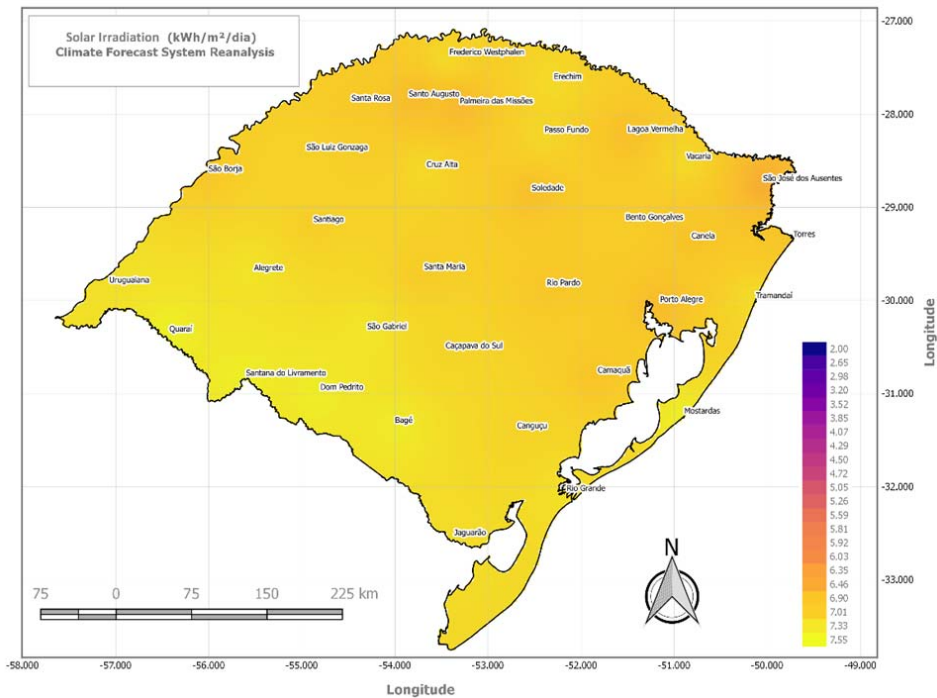 Solar Irradiation (kWh/m²/dia)
Climate Forecast System Reanalysis
-27.000
Frederico Westphalen
Erechim
Santa Rosa
Santo Augusto
Palmeira das Missões
-28.000
Passo Fundo
Lagoa Vermelha
São Luiz Gonzaga
Vacaria
São Borja
Cruz Alta
São José dos Ausentes
Soledade
-29.000
Santiago
Bento Gonçalves
Canela
Torres
Alegrete
Santa Maria
Uruguaiana
Rio Pardo
Tramandaí
Porto Alegre
-30.000
Quaraí
São Gabriel
Caçapava do Sul
Longitude
Santana do Livramento
Camaquã
Dom Pedrito
-31.000
Mostardas
Bagé
Canguçu
-32.000
Rio Grande
Jaguarão
-33.000
2.00
2.65
2.98
3.20
3.52
3.85
4.07
4.29
4.50
4.72
5.05
5.26
5.59
5.81
5.92
6.03
6.35
6.46
6.90
7.01
7.33
7.55
N
75 0 75 150 225 km
-58.000 -57.000 -56.000 -55.000 -54.000 -53.000 -52.000 -51.000 -50.000 -49.000
Longitude